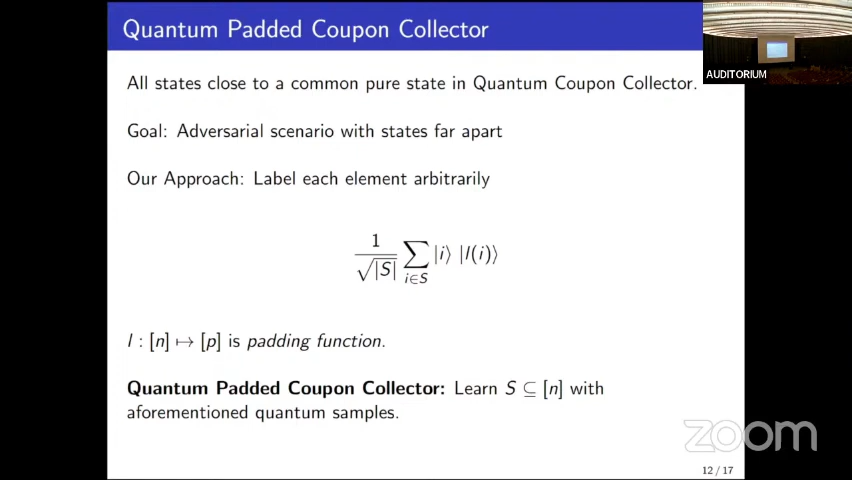 Quantum Padded Coupon Collector
AUDITORIUM
All states close to a common pure state in Quantum Coupon Collector.
Goal: Adversarial scenario with states far apart
Our Approach: Label each element arbitrarily
1/√|S| ∑_{i∈S} |i⟩ |l(i)⟩
l : [n] ↦ [p] is padding function.
Quantum Padded Coupon Collector: Learn S ⊆ [n] with
aforementioned quantum samples.
zoom
12 / 17